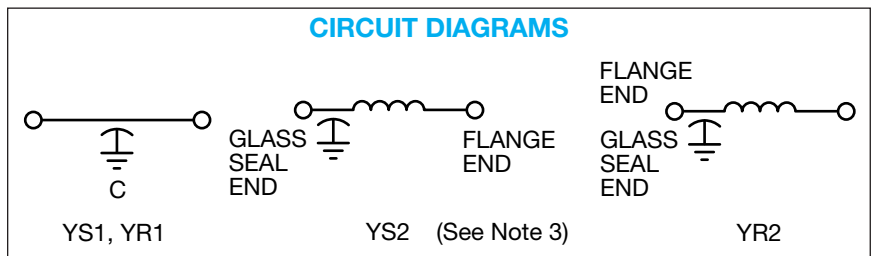 CIRCUIT DIAGRAMS
C
YS1, YR1
GLASS
SEAL
END
FLANGE
END
YS2 (See Note 3)
FLANGE
END
GLASS
SEAL
END
YR2